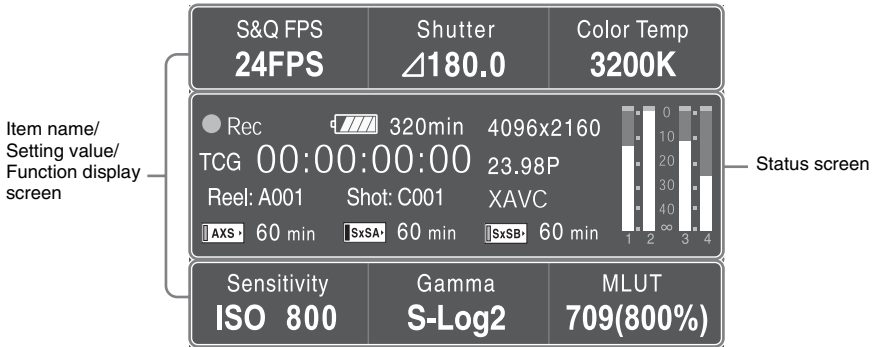 S&Q FPS Shutter Color Temp
24FPS ⊿180.0 3200K
Item name/
Setting value/
Function display
screen
Rec 320min 4096x2160
TCG 00:00:00:00 23.98P
Reel: A001 Shot: C001 XAVC
AXS 60 min SxSA 60 min SxSB 60 min
0
10
20
30
40
∞
1 2 3 4
Status screen
Sensitivity Gamma MLUT
ISO 800 S-Log2 709(800%)